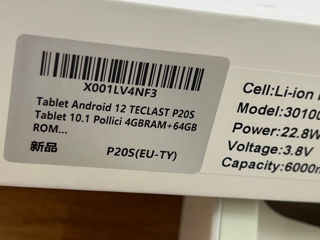 X001LV4NF3
Tablet Android 12 TECLAST P20S
Tablet 10.1 Pollici 4GBRAM+64GB
ROM...
新品 P20S(EU-TY)
Cell:Li-ion
Model:30100
Power:22.8W
Voltage:3.8V
Capacity:6000m